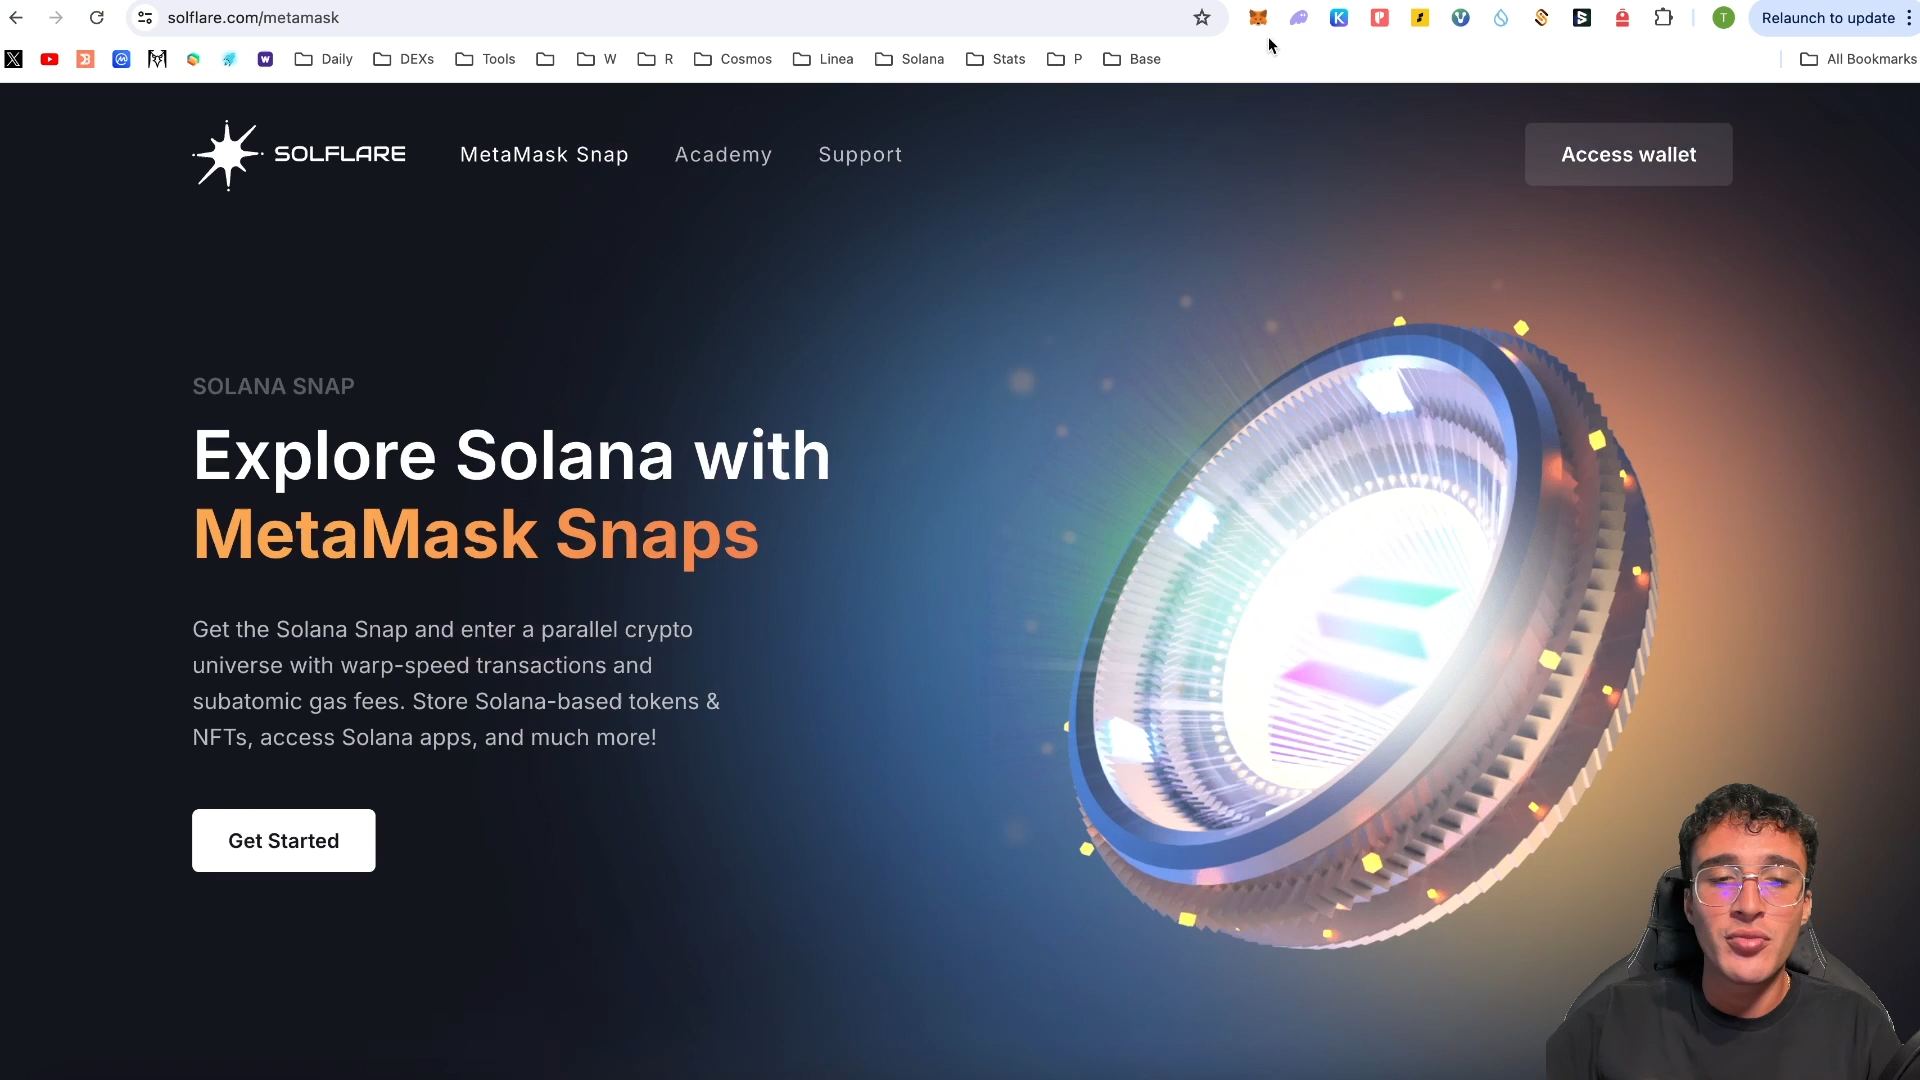 solflare.com/metamask
T
Relaunch to update
Daily
DEXs
Tools
W
R
Cosmos
Linea
Solana
Stats
P
Base
All Bookmarks
SOLFLARE
MetaMask Snap
Academy
Support
Access wallet
SOLANA SNAP
Explore Solana with
MetaMask Snaps
Get the Solana Snap and enter a parallel crypto
universe with warp-speed transactions and
subatomic gas fees. Store Solana-based tokens &
NFTs, access Solana apps, and much more!
Get Started